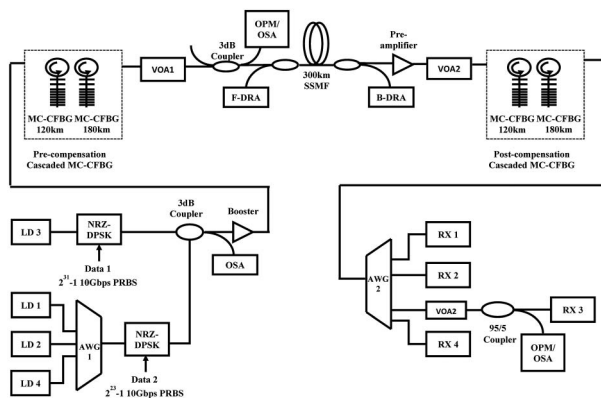 OPM/
OSA
3dB
Coupler
Pre-
amplifier
VOA1
300km
SSMF
VOA2
F-DRA
B-DRA
MC-CFBG MC-CFBG
120km 180km
MC-CFBG MC-CFBG
120km 180km
Pre-compensation
Cascaded MC-CFBG
Post-compensation
Cascaded MC-CFBG
3dB
Coupler
Booster
LD 3
NRZ-
DPSK
OSA
Data 1
2^31-1 10Gbps PRBS
LD 1
LD 2
LD 4
AWG
1
NRZ-
DPSK
Data 2
2^23-1 10Gbps PRBS
RX 1
RX 2
AWG
2
VOA2
RX 3
95/5
Coupler
RX 4
OPM/
OSA